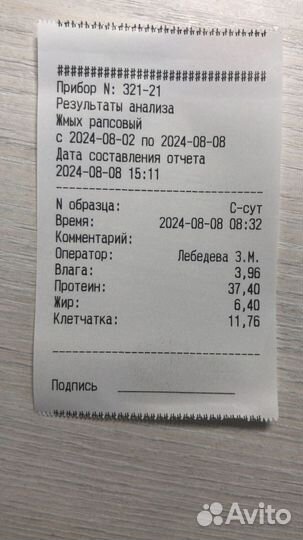 ##############################
Прибор N: 321-21
Результаты анализа
Жмых рапсовый
с 2024-08-02 по 2024-08-08
Дата составления отчета
2024-08-08 15:11
N образца: С-сут
Время: 2024-08-08 08:32
Комментарий:
Оператор: Лебедева З.М.
Влага: 3,96
Протеин: 37,40
Жир: 6,40
Клетчатка: 11,76
Подпись
Avito